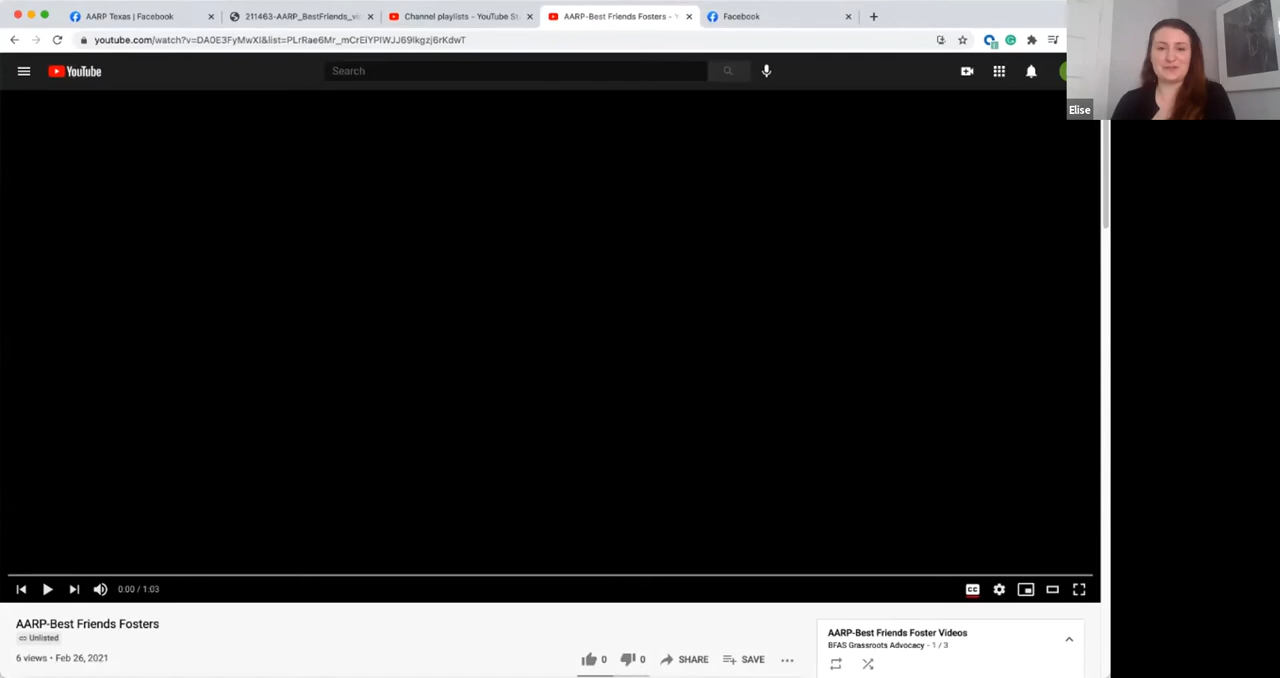 AARP Texas | Facebook
211463-AARP_BestFriends_vi
Channel playlists - YouTube St
AARP-Best Friends Fosters - Y
Facebook
youtube.com/watch?v=DA0E3FyMwXI&list=PLrRae6Mr_mCrEiYPIWJJ69lkgzj6rKdwT
YouTube
Search
Elise
0:00 / 1:03
CC
AARP-Best Friends Fosters
Unlisted
6 views • Feb 26, 2021
0
0
SHARE
SAVE
AARP-Best Friends Foster Videos
BFAS Grassroots Advocacy - 1 / 3